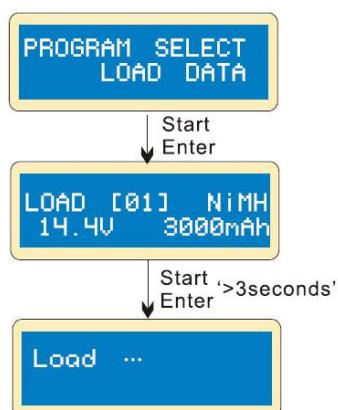 PROGRAM SELECT
LOAD DATA
Start
Enter
LOAD [01] NiMH
14.4V 3000mAh
Start
Enter '>3seconds'
Load ...